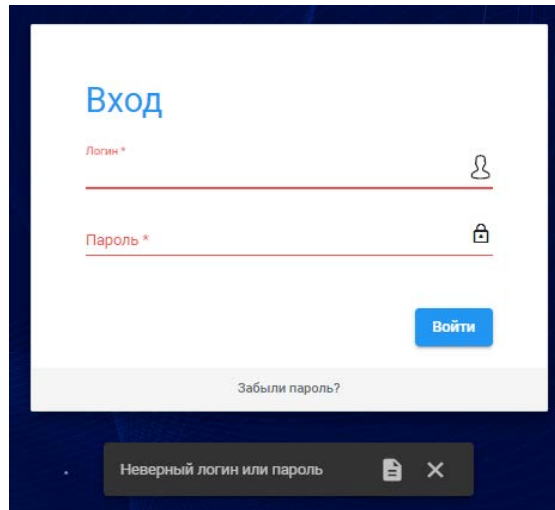 Вход
Логин *
Пароль *
Войти
Забыли пароль?
Неверный логин или пароль